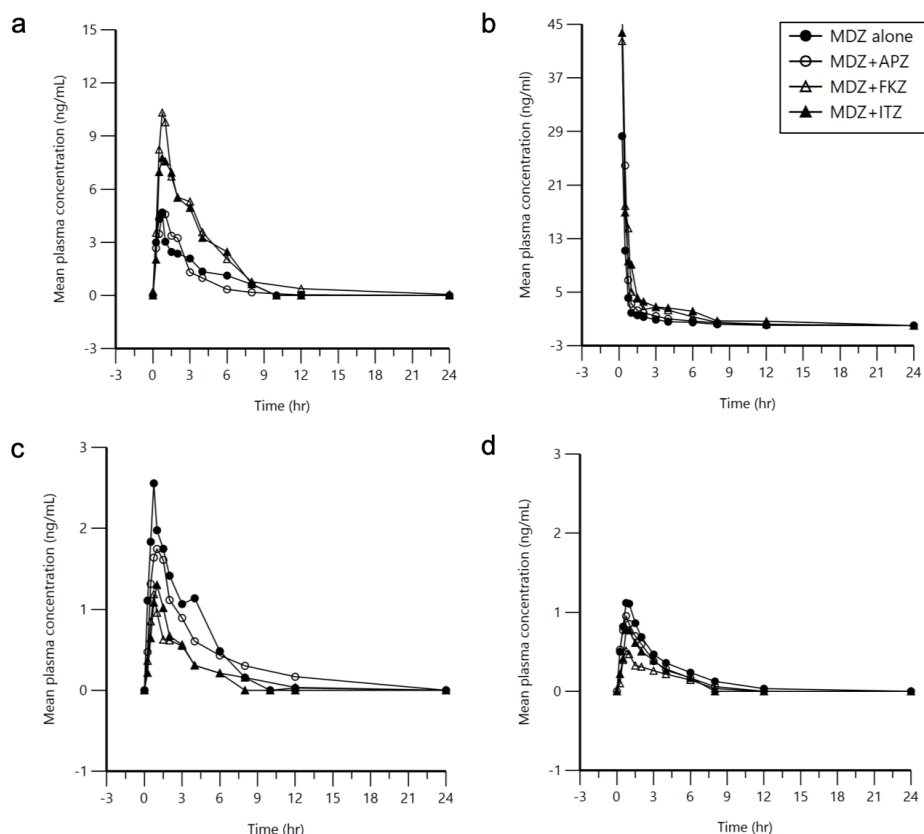 a
15
12
9
6
3
0
-3
Mean plasma concentration (ng/mL)
-3 0 3 6 9 12 15 18 21 24
Time (hr)
b
45
37
29
21
13
5
-3
Mean plasma concentration (ng/ml)
-3 0 3 6 9 12 15 18 21 24
Time (hr)
MDZ alone
MDZ+APZ
MDZ+FKZ
MDZ+ITZ
c
3
2
1
0
-1
Mean plasma concentration (ng/mL)
-3 0 3 6 9 12 15 18 21 24
Time (hr)
d
3
2
1
0
-1
Mean plasma concentration (ng/mL)
-3 0 3 6 9 12 15 18 21 24
Time (hr)